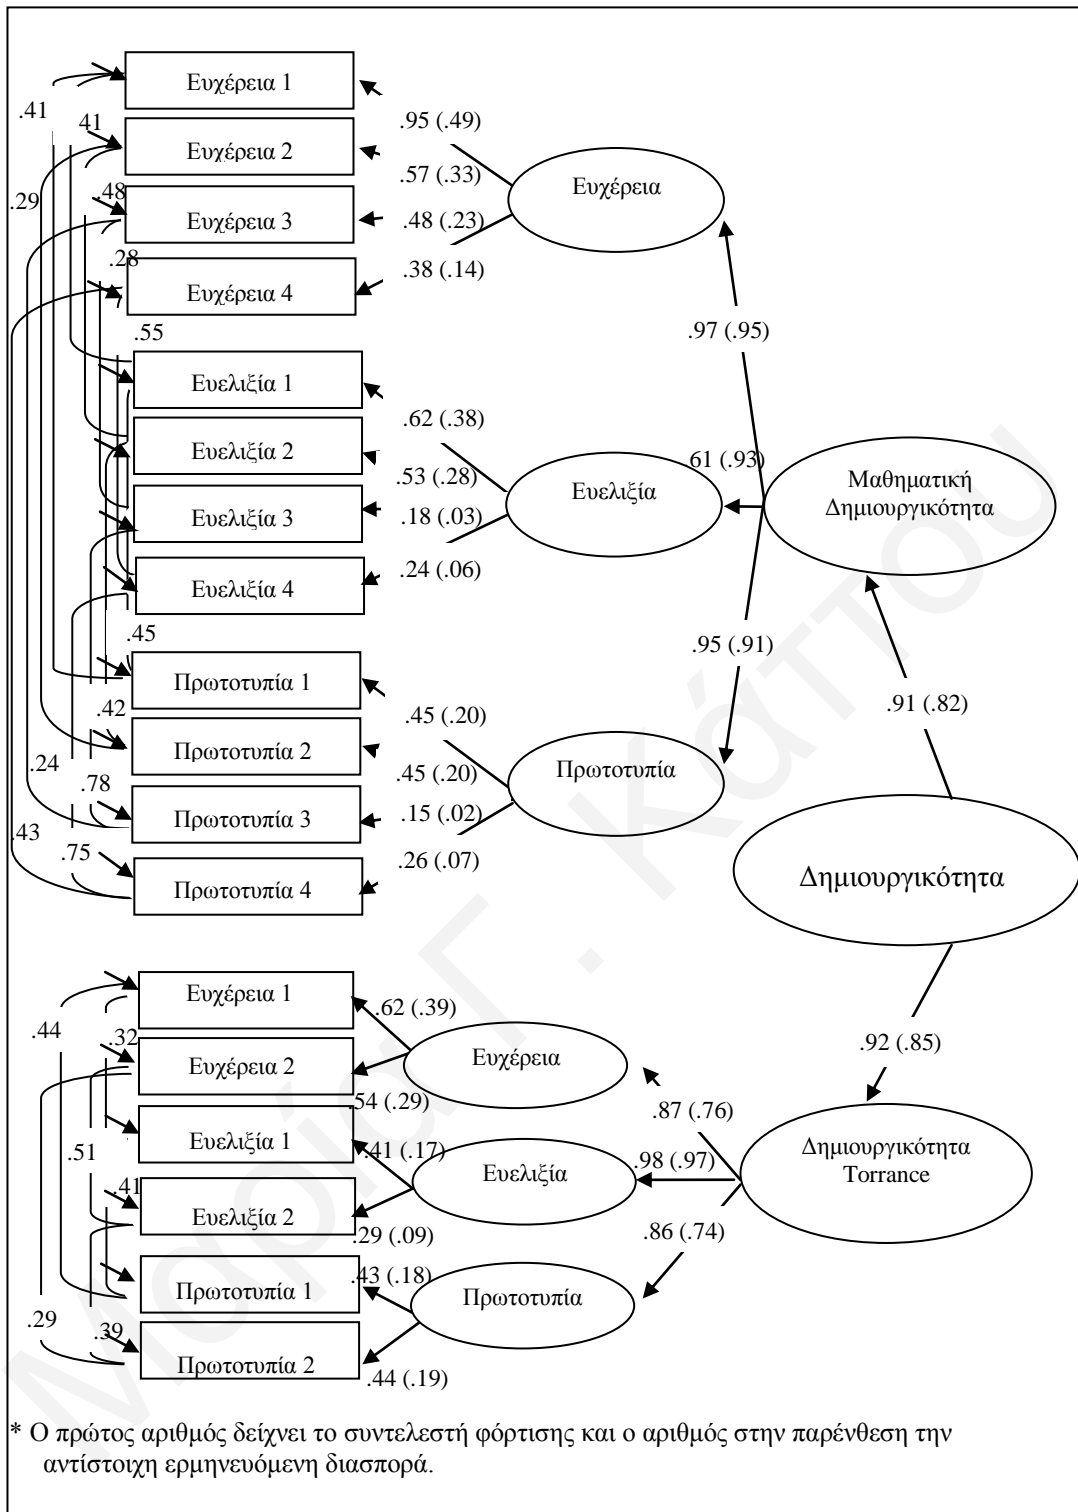 Ευχέρεια 1
.41
.95 (.49)
41
Ευχέρεια 2
.57 (.33)
Ευχέρεια
.29
.48
Ευχέρεια 3
.48 (.23)
.28
Ευχέρεια 4
.38 (.14)
.55
.97 (.95)
Ευελιξία 1
.62 (.38)
Ευελιξία 2
.53 (.28)
61 (.93)
Ευελιξία
Μαθηματική
Δημιουργικότητα
Ευελιξία 3
.18 (.03)
Ευελιξία 4
.24 (.06)
.45
.95 (.91)
Πρωτοτυπία 1
.45 (.20)
.91 (.82)
.42
Πρωτοτυπία 2
.45 (.20)
Πρωτοτυπία
.24
.78
Πρωτοτυπία 3
.15 (.02)
.43
.75
Πρωτοτυπία 4
.26 (.07)
Δημιουργικότητα
Ευχέρεια 1
.62 (.39)
.44
.32
Ευχέρεια 2
Ευχέρεια
.92 (.85)
.54 (.29)
.87 (.76)
Ευελιξία 1
.51
.41 (.17)
Ευελιξία
.98 (.97)
Δημιουργικότητα
Torrance
.41
Ευελιξία 2
.29 (.09)
.86 (.74)
Πρωτοτυπία 1
.43 (.18)
Πρωτοτυπία
.29
.39
Πρωτοτυπία 2
.44 (.19)
* Ο πρώτος αριθμός δείχνει το συντελεστή φόρτισης και ο αριθμός στην παρένθεση την
αντίστοιχη ερμηνευόμενη διασπορά.
Μαρία Γ. Κάττου